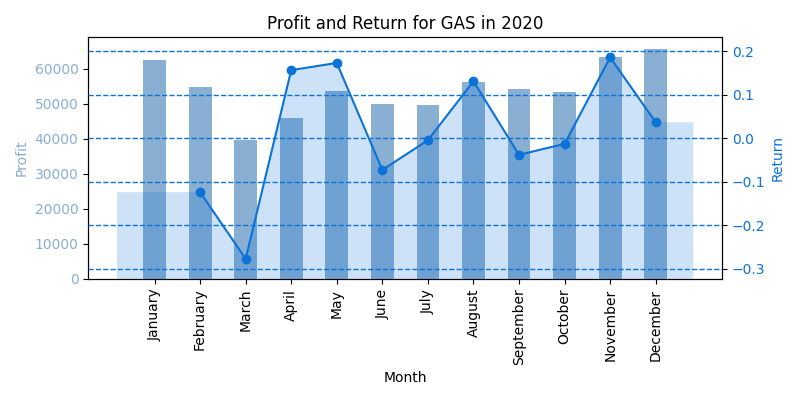 Profit and Return for GAS in 2020
Profit
60000
50000
40000
30000
20000
10000
0
0.2
0.1
0.0
−0.1
−0.2
−0.3
Return
January
February
March
April
May
June
July
August
September
October
November
December
Month